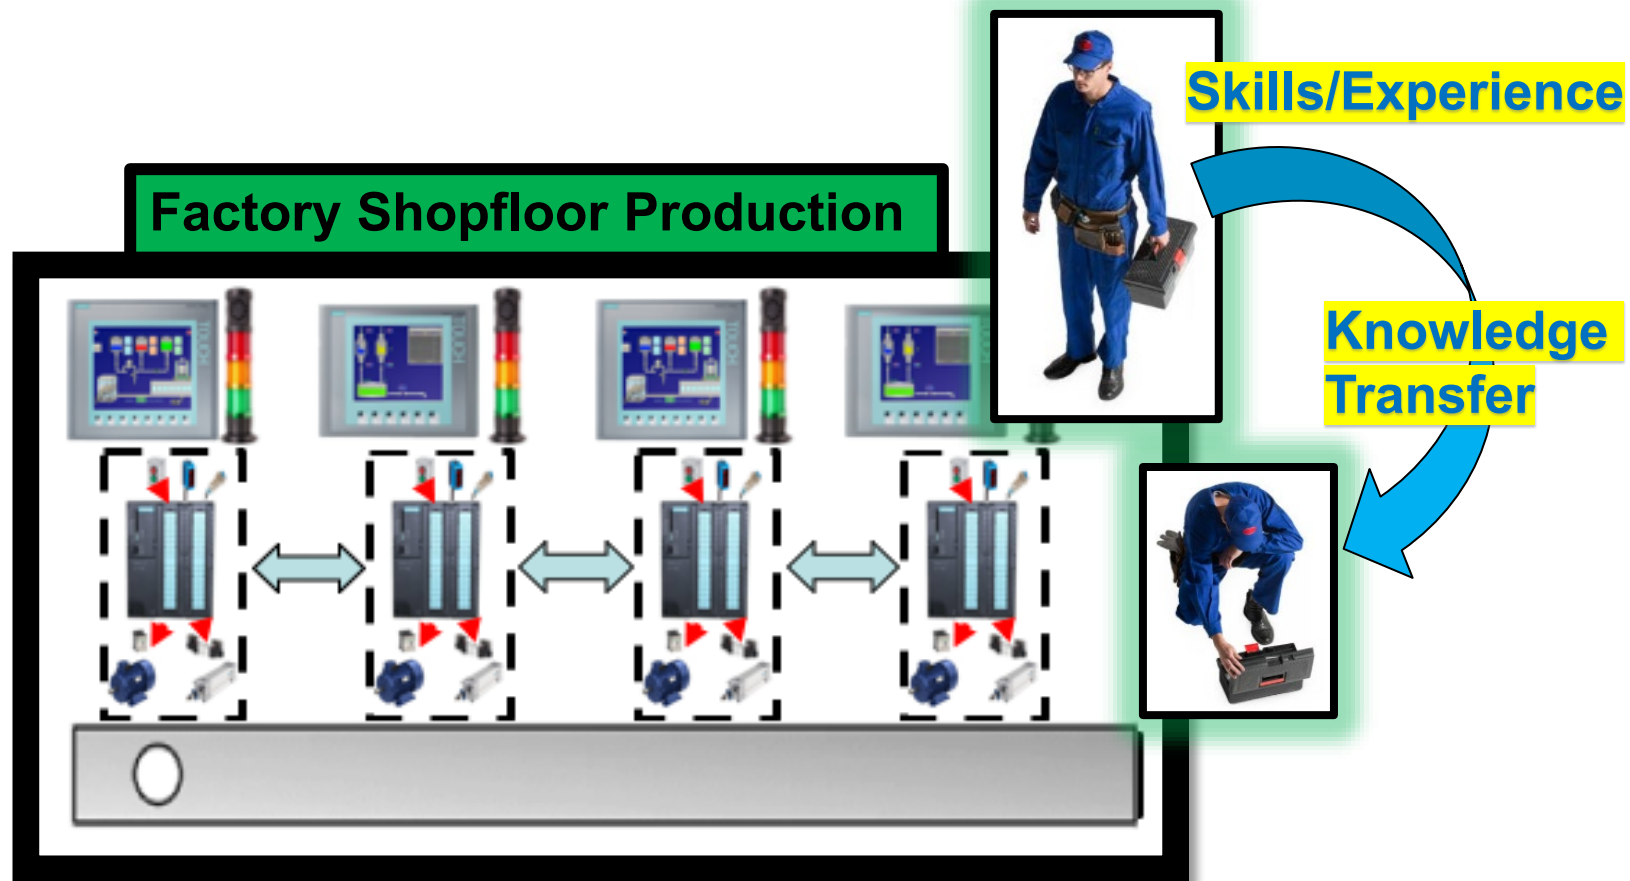 Skills/Experience
Factory Shopfloor Production
Knowledge
Transfer